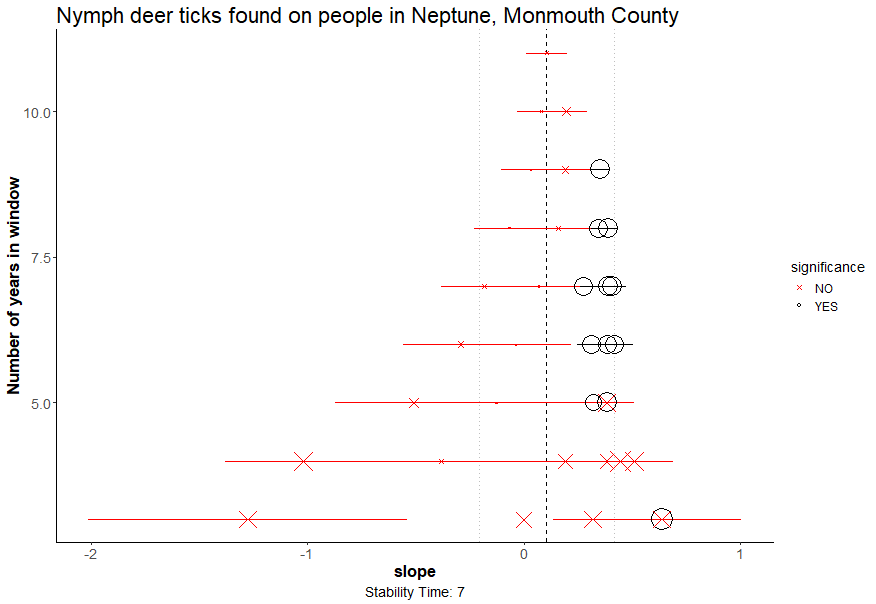 Nymph deer ticks found on people in Neptune, Monmouth County
Number of years in window
10.0
7.5
5.0
-2
-1
0
1
slope
Stability Time: 7
significance
NO
YES